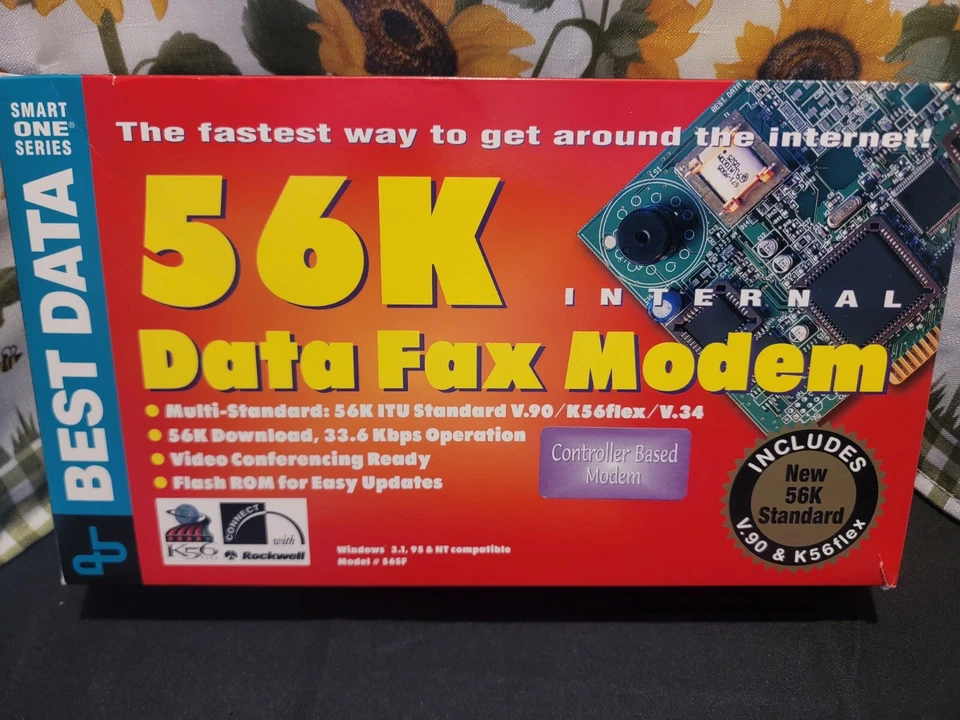 SMART
ONE®
SERIES
BEST DATA
The fastest way to get around the internet!
BEST DATA
LS1
56K
INTERNAL
Data Fax Modem
Multi-Standard: 56K ITU Standard V.90/K56flex/V.34
56K Download, 33.6 Kbps Operation
Video Conferencing Ready
Flash ROM for Easy Updates
Controller Based
Modem
INCLUDES
New
56K
Standard
V.90 & K56flex
K56
CONNECT
with
Rockwell
Windows® 3.1, 95 & NT compatible
Model # 56SF